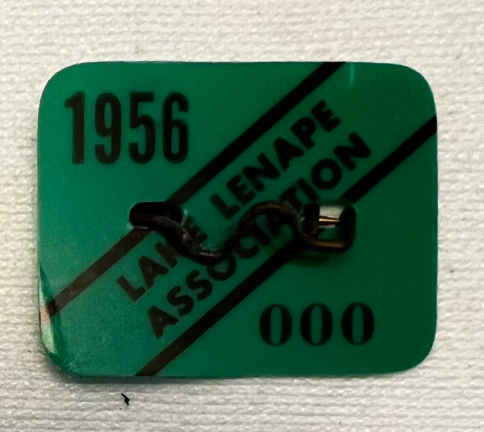 1956
LAKE LENAPE
ASSOCIATION
000